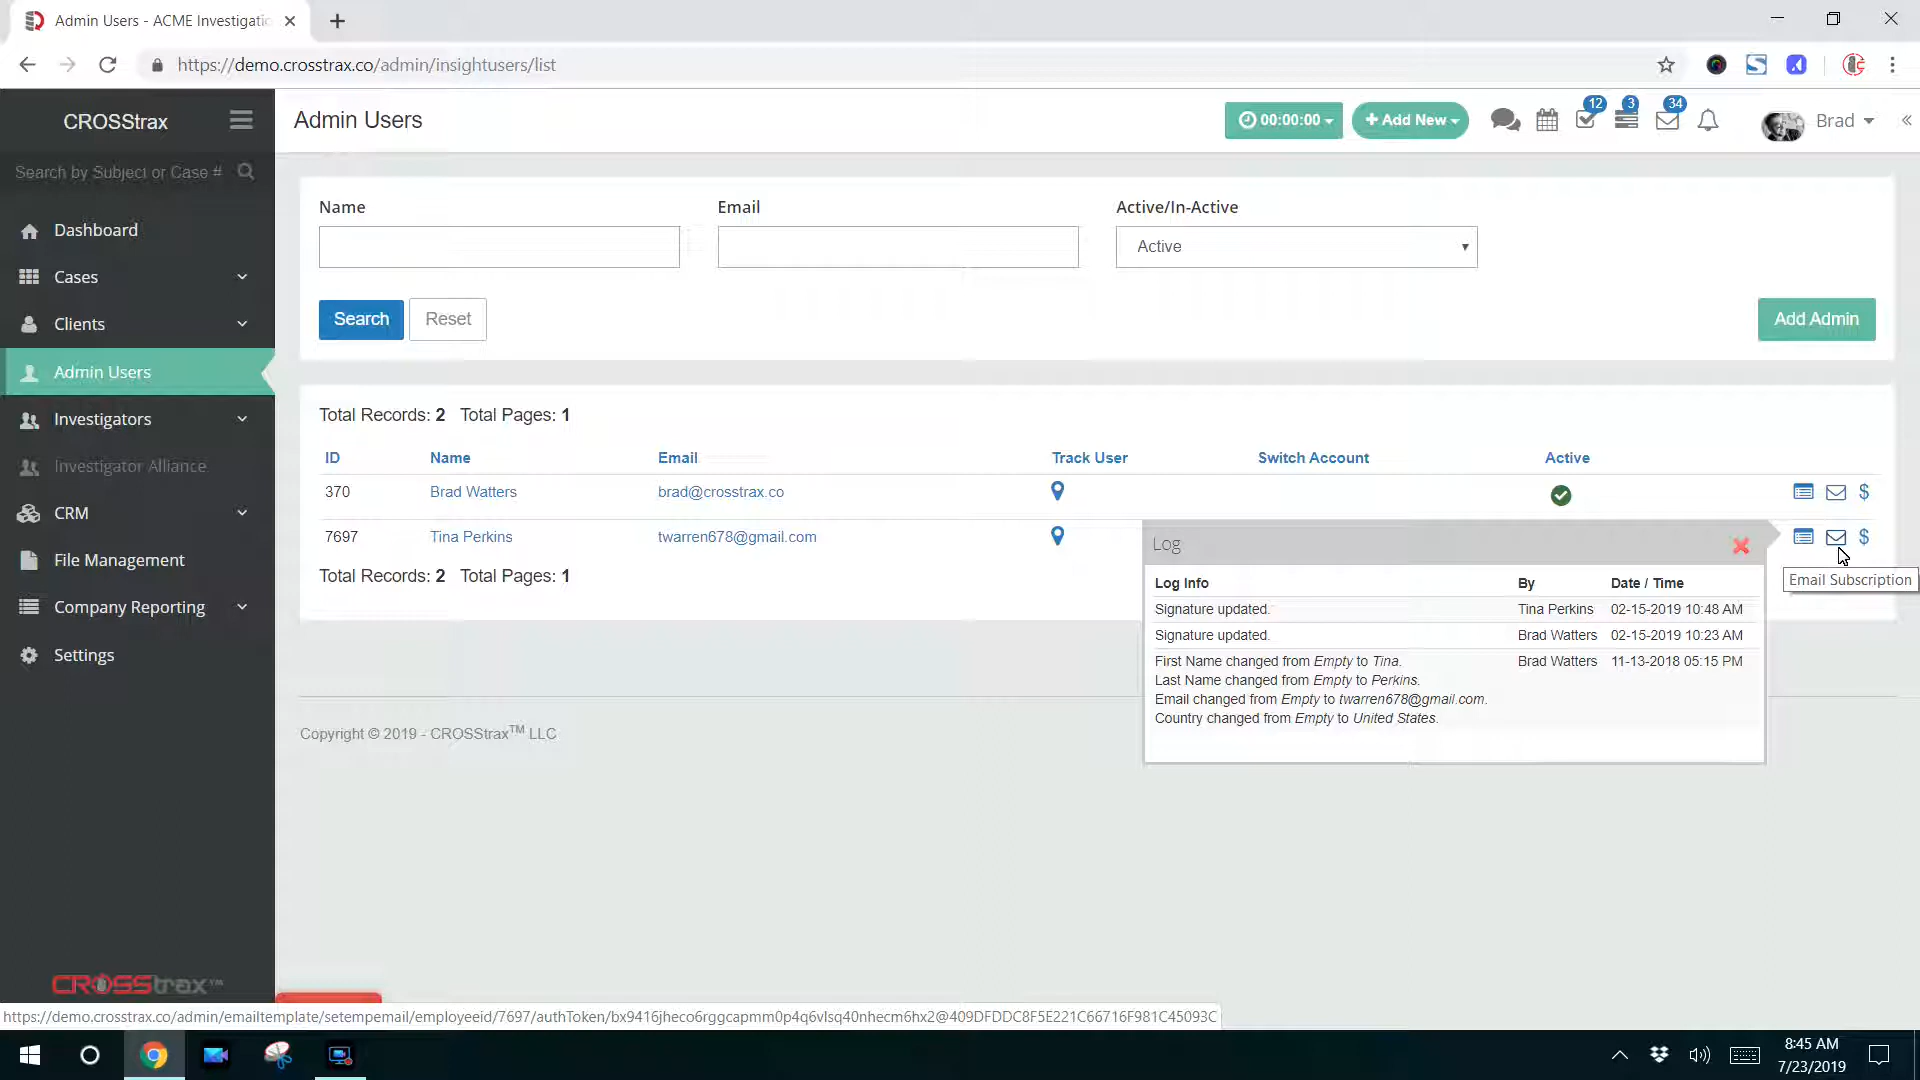 Admin Users - ACME Investigatio
https://demo.crosstrax.co/admin/insightusers/list
CROSStrax
Admin Users
00:00:00
+ Add New
12
3
34
Brad
Search by Subject or Case #
Dashboard
Cases
Clients
Admin Users
Investigators
Investigator Alliance
CRM
File Management
Company Reporting
Settings
Name
Email
Active/In-Active
Active
Search
Reset
Add Admin
Total Records: 2 Total Pages: 1
ID Name Email Track User Switch Account Active
370 Brad Watters brad@crosstrax.co $
7697 Tina Perkins twarren678@gmail.com $
Total Records: 2 Total Pages: 1
Log
Email Subscription
Log Info By Date / Time
Signature updated. Tina Perkins 02-15-2019 10:48 AM
Signature updated. Brad Watters 02-15-2019 10:23 AM
First Name changed from Empty to Tina. Brad Watters 11-13-2018 05:15 PM
Last Name changed from Empty to Perkins.
Email changed from Empty to twarren678@gmail.com.
Country changed from Empty to United States.
Copyright © 2019 - CROSStrax™ LLC
CROSStrax™
https://demo.crosstrax.co/admin/emailtemplate/setempemail/employeeid/7697/authToken/bx9416jheco6rggcapmm0p4q6vlsq40nhecm6hx2@409DFDDC8F5E221C66716F981C45093C
8:45 AM
7/23/2019